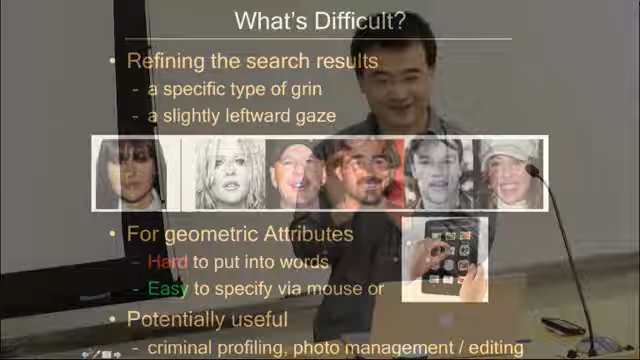 What's Difficult?
• Refining the search results
- a specific type of grin
- a slightly leftward gaze
• For geometric Attributes
- Hard to put into words
- Easy to specify via mouse or
• Potentially useful
- criminal profiling, photo management / editing